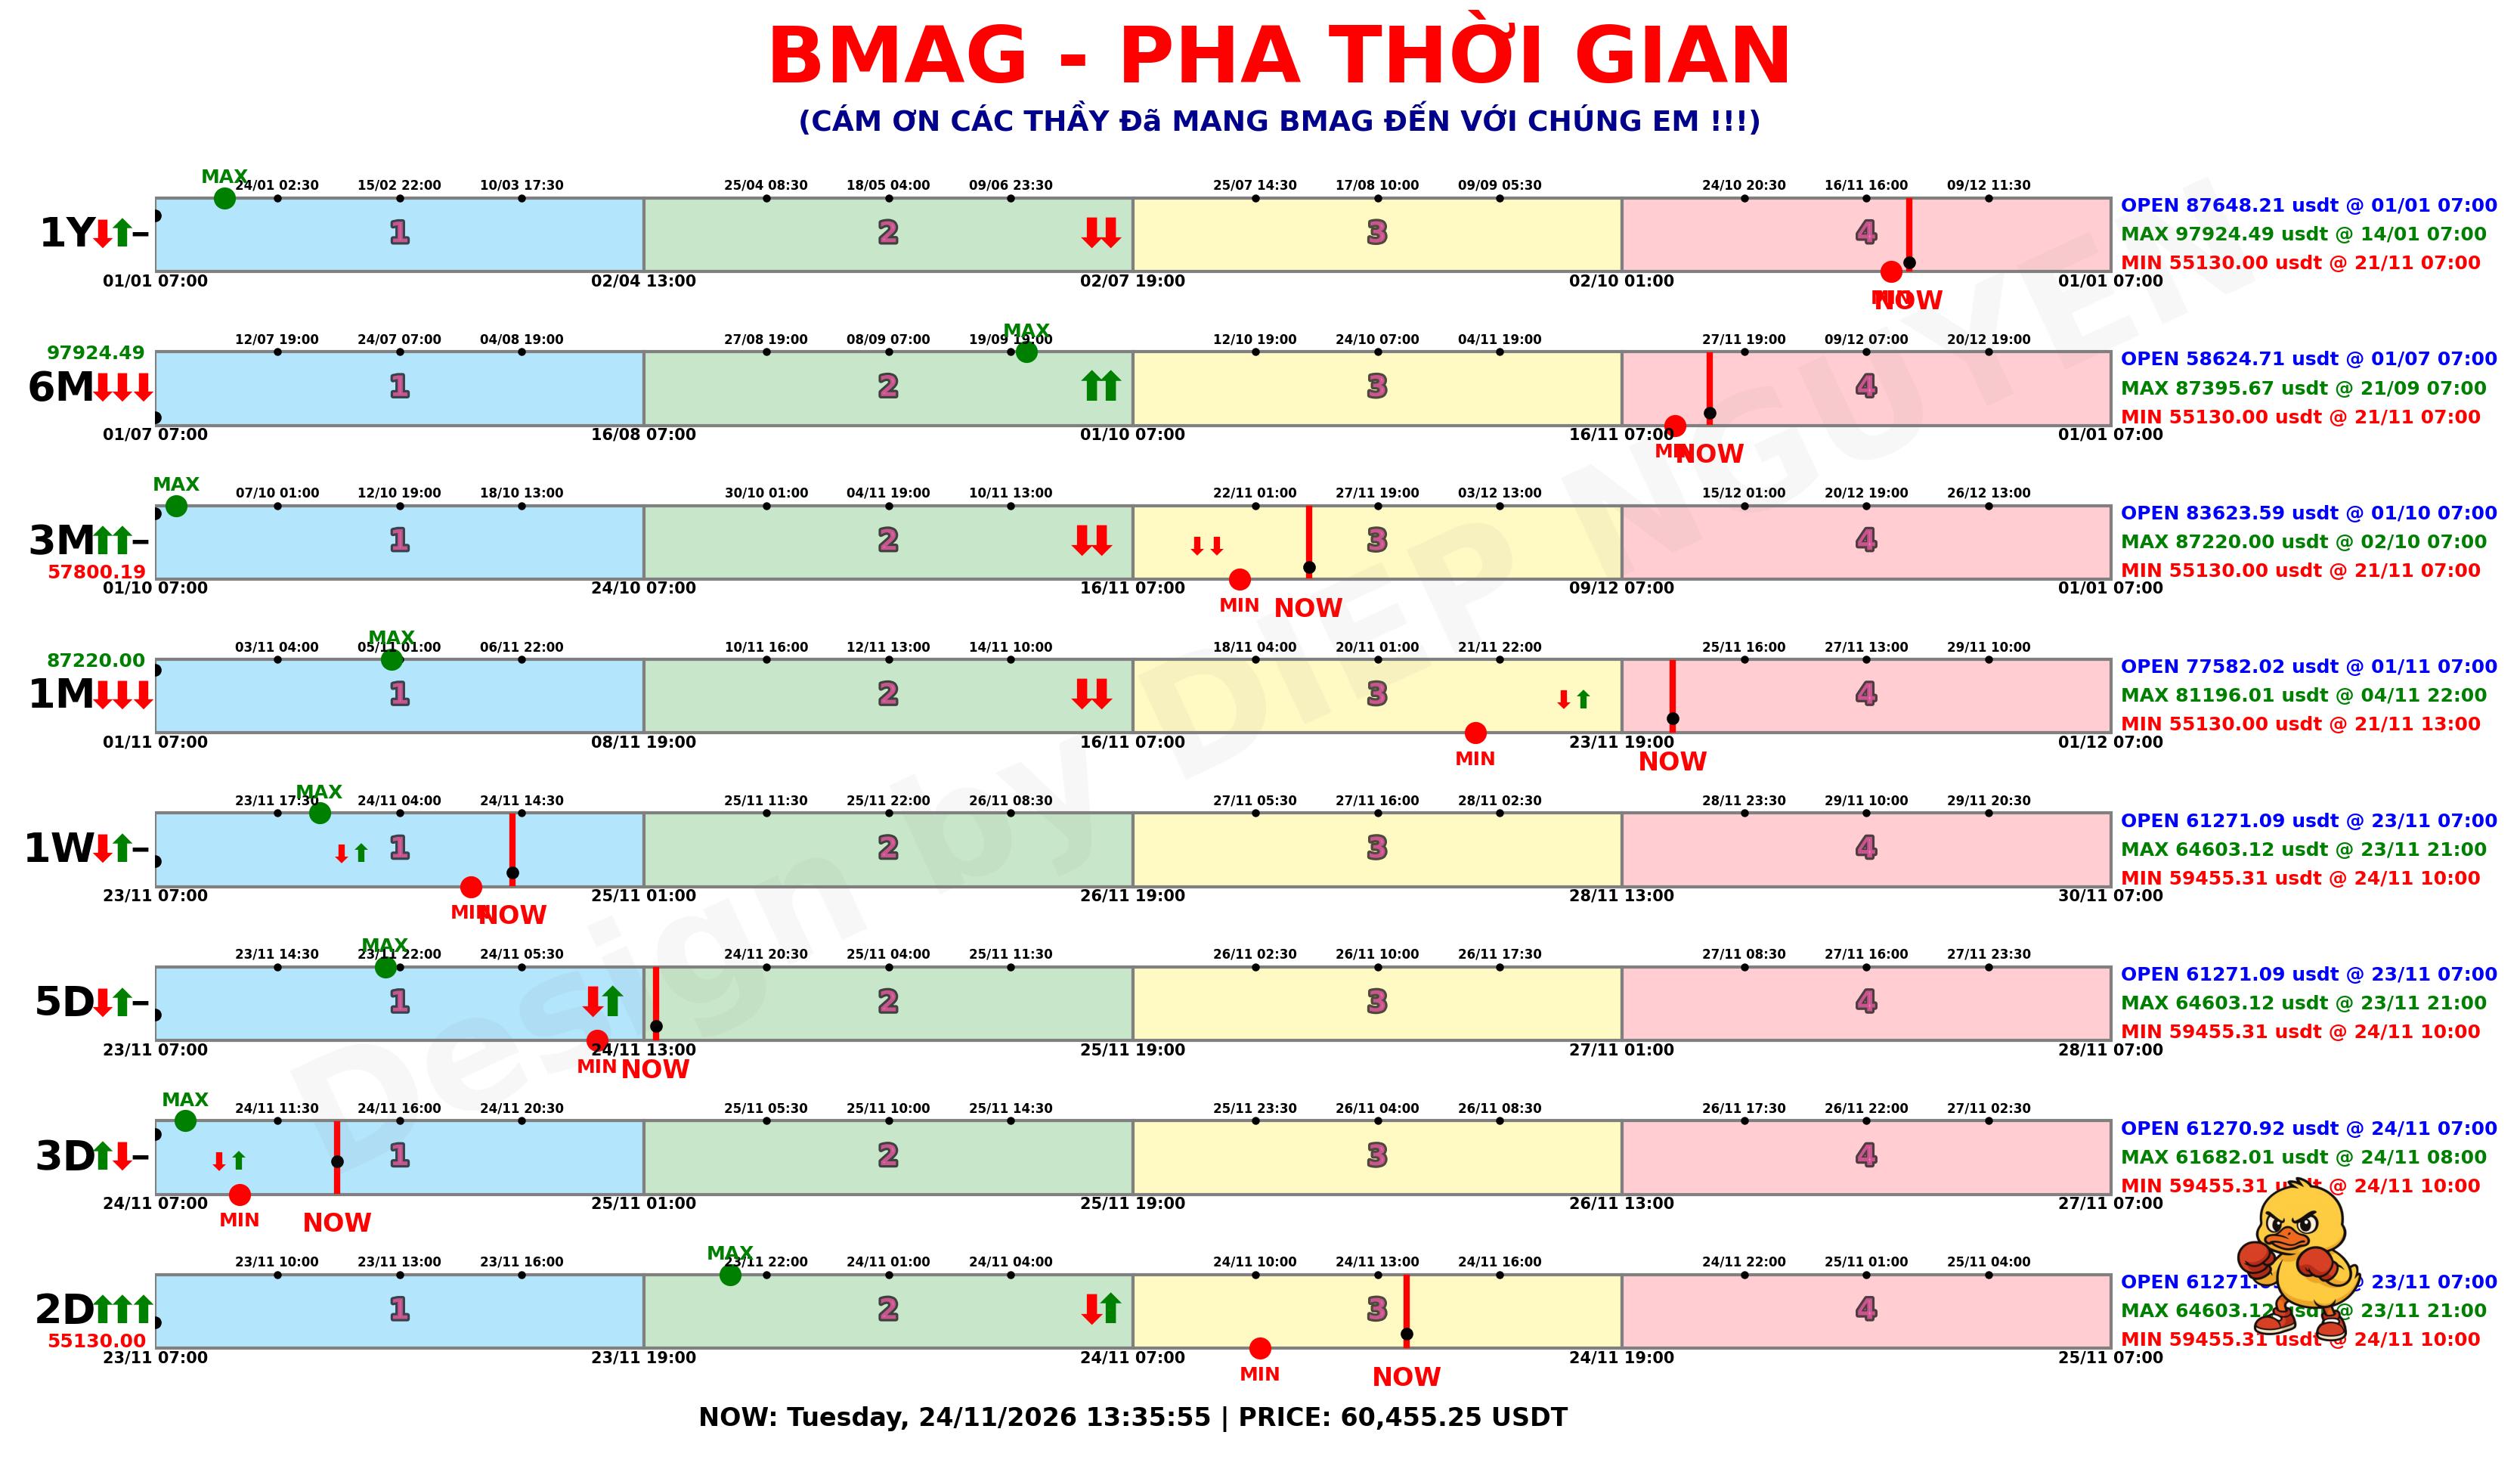 BMAG - PHA THỜI GIAN
(CÁM ƠN CÁC THẦY Đã MANG BMAG ĐẾN VỚI CHÚNG EM !!!)
MAX
24/01 02:30 15/02 22:00 10/03 17:30 25/04 08:30 18/05 04:00 09/06 23:30 25/07 14:30 17/08 10:00 09/09 05:30 24/10 20:30 16/11 16:00 09/12 11:30
OPEN 87648.21 usdt @ 01/01 07:00
1Y 1 2 3 4
MAX 97924.49 usdt @ 14/01 07:00
MIN 55130.00 usdt @ 21/11 07:00
01/01 07:00 02/04 13:00 02/07 19:00 02/10 01:00 01/01 07:00
MIN NOW
MAX
12/07 19:00 24/07 07:00 04/08 19:00 27/08 19:00 08/09 07:00 19/09 19:00 12/10 19:00 24/10 07:00 04/11 19:00 27/11 19:00 09/12 07:00 20/12 19:00
97924.49
OPEN 58624.71 usdt @ 01/07 07:00
6M 1 2 3 4
MAX 87395.67 usdt @ 21/09 07:00
MIN 55130.00 usdt @ 21/11 07:00
01/07 07:00 16/08 07:00 01/10 07:00 16/11 07:00 01/01 07:00
MIN NOW
MAX
07/10 01:00 12/10 19:00 18/10 13:00 30/10 01:00 04/11 19:00 10/11 13:00 22/11 01:00 27/11 19:00 03/12 13:00 15/12 01:00 20/12 19:00 26/12 13:00
OPEN 83623.59 usdt @ 01/10 07:00
3M 1 2 3 4
MAX 87220.00 usdt @ 02/10 07:00
57800.19
MIN 55130.00 usdt @ 21/11 07:00
01/10 07:00 24/10 07:00 16/11 07:00 09/12 07:00 01/01 07:00
MIN NOW
MAX
03/11 04:00 05/11 01:00 06/11 22:00 10/11 16:00 12/11 13:00 14/11 10:00 18/11 04:00 20/11 01:00 21/11 22:00 25/11 16:00 27/11 13:00 29/11 10:00
87220.00
OPEN 77582.02 usdt @ 01/11 07:00
1M 1 2 3 4
MAX 81196.01 usdt @ 04/11 22:00
MIN 55130.00 usdt @ 21/11 13:00
01/11 07:00 08/11 19:00 16/11 07:00 23/11 19:00 01/12 07:00
MIN NOW
MAX
23/11 17:30 24/11 04:00 24/11 14:30 25/11 11:30 25/11 22:00 26/11 08:30 27/11 05:30 27/11 16:00 28/11 02:30 28/11 23:30 29/11 10:00 29/11 20:30
OPEN 61271.09 usdt @ 23/11 07:00
1W 1 2 3 4
MAX 64603.12 usdt @ 23/11 21:00
MIN 59455.31 usdt @ 24/11 10:00
23/11 07:00 25/11 01:00 26/11 19:00 28/11 13:00 30/11 07:00
MIN NOW
MAX
23/11 14:30 23/11 22:00 24/11 05:30 24/11 20:30 25/11 04:00 25/11 11:30 26/11 02:30 26/11 10:00 26/11 17:30 27/11 08:30 27/11 16:00 27/11 23:30
OPEN 61271.09 usdt @ 23/11 07:00
5D 1 2 3 4
MAX 64603.12 usdt @ 23/11 21:00
MIN 59455.31 usdt @ 24/11 10:00
23/11 07:00 24/11 13:00 25/11 19:00 27/11 01:00 28/11 07:00
MIN NOW
MAX
24/11 11:30 24/11 16:00 24/11 20:30 25/11 05:30 25/11 10:00 25/11 14:30 25/11 23:30 26/11 04:00 26/11 08:30 26/11 17:30 26/11 22:00 27/11 02:30
OPEN 61270.92 usdt @ 24/11 07:00
3D 1 2 3 4
MAX 61682.01 usdt @ 24/11 08:00
MIN 59455.31 usdt @ 24/11 10:00
24/11 07:00 25/11 01:00 25/11 19:00 26/11 13:00 27/11 07:00
MIN NOW
MAX
23/11 10:00 23/11 13:00 23/11 16:00 23/11 22:00 24/11 01:00 24/11 04:00 24/11 10:00 24/11 13:00 24/11 16:00 24/11 22:00 25/11 01:00 25/11 04:00
OPEN 23/11 07:00
2D 1 2 3 4
MAX 64603.12 usdt @ 23/11 21:00
55130.00
MIN 59455.31 usdt @ 24/11 10:00
23/11 07:00 23/11 19:00 24/11 07:00 24/11 19:00 25/11 07:00
MIN NOW
NOW: Tuesday, 24/11/2026 13:35:55 | PRICE: 60,455.25 USDT
Design by DIEP NGUYEN